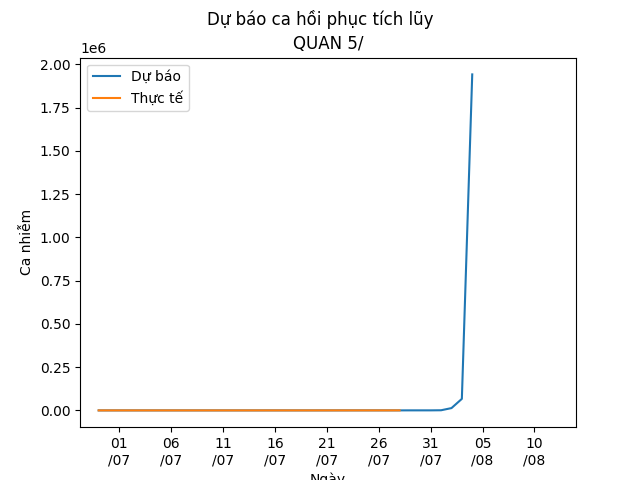 Dự báo ca hồi phục tích lũy
QUAN 5/
1e6
2.00
1.75
1.50
1.25
1.00
0.75
0.50
0.25
0.00
Ca nhiễm
Dự báo
Thực tế
01 06 11 16 21 26 31 05 10
/07 /07 /07 /07 /07 /07 /07 /08 /08
Ngày